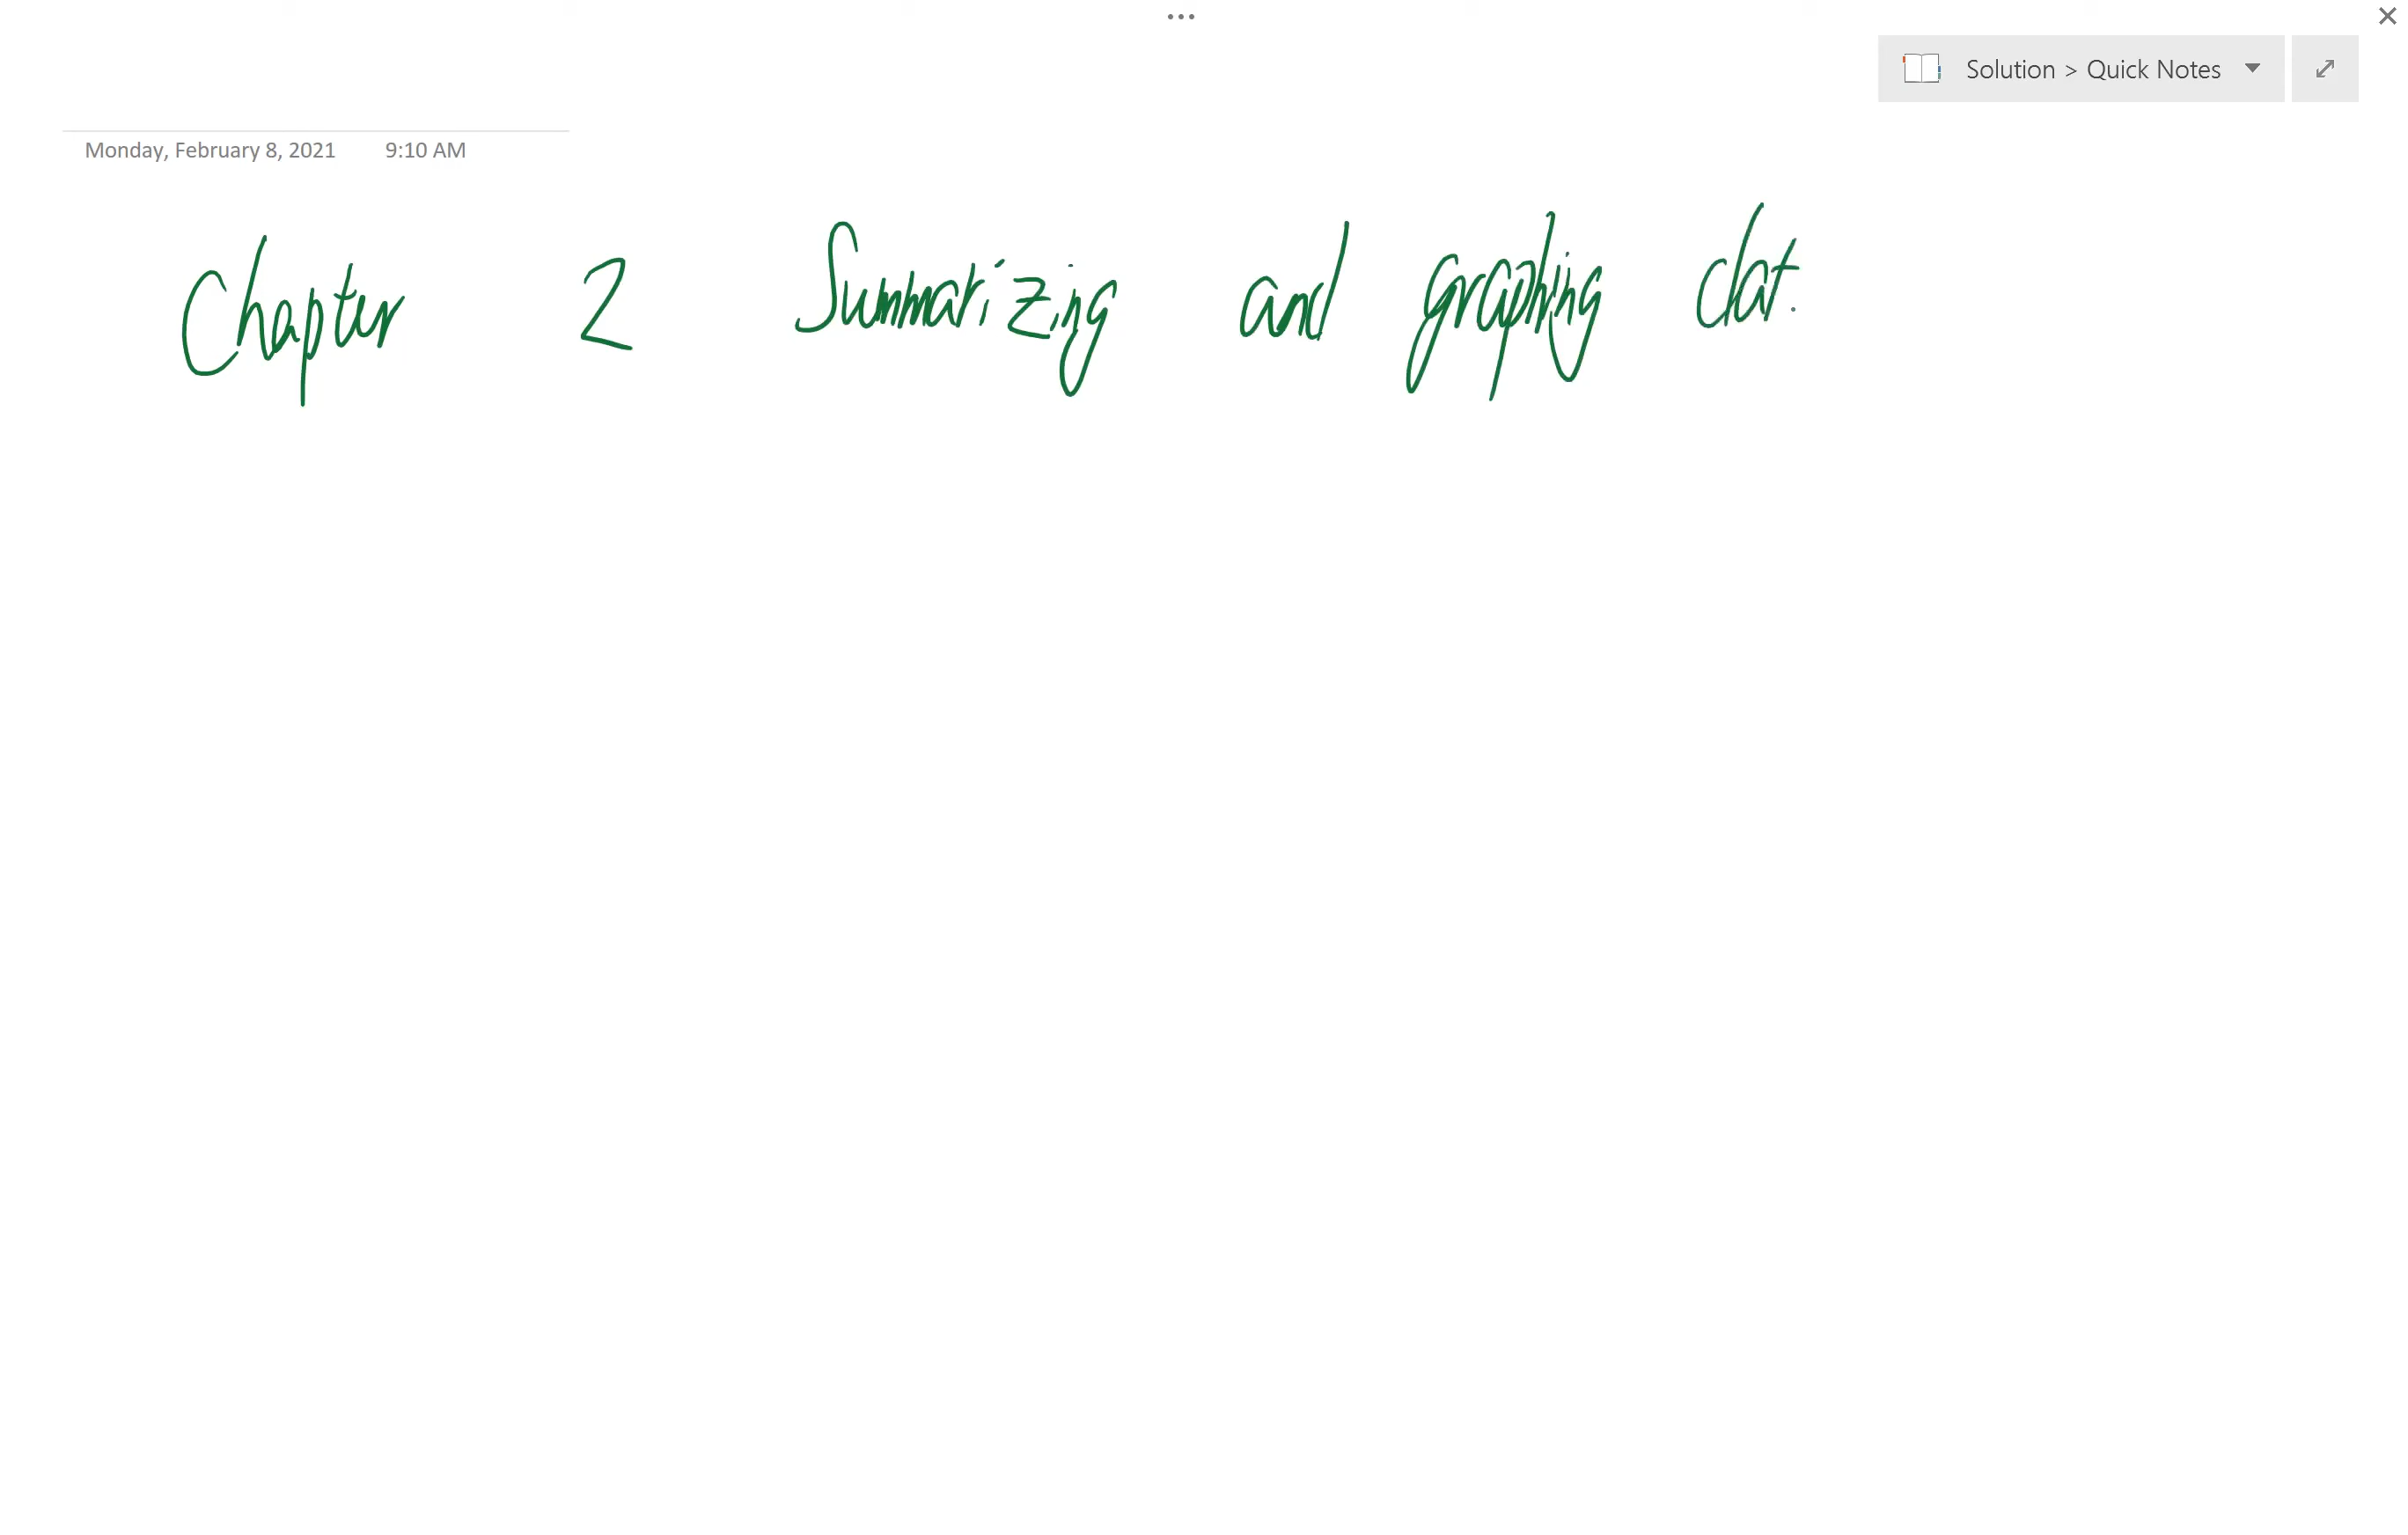 Solution > Quick Notes
Monday, February 8, 2021 9:10 AM
Chapter 2 Summarizing and graphing dat.